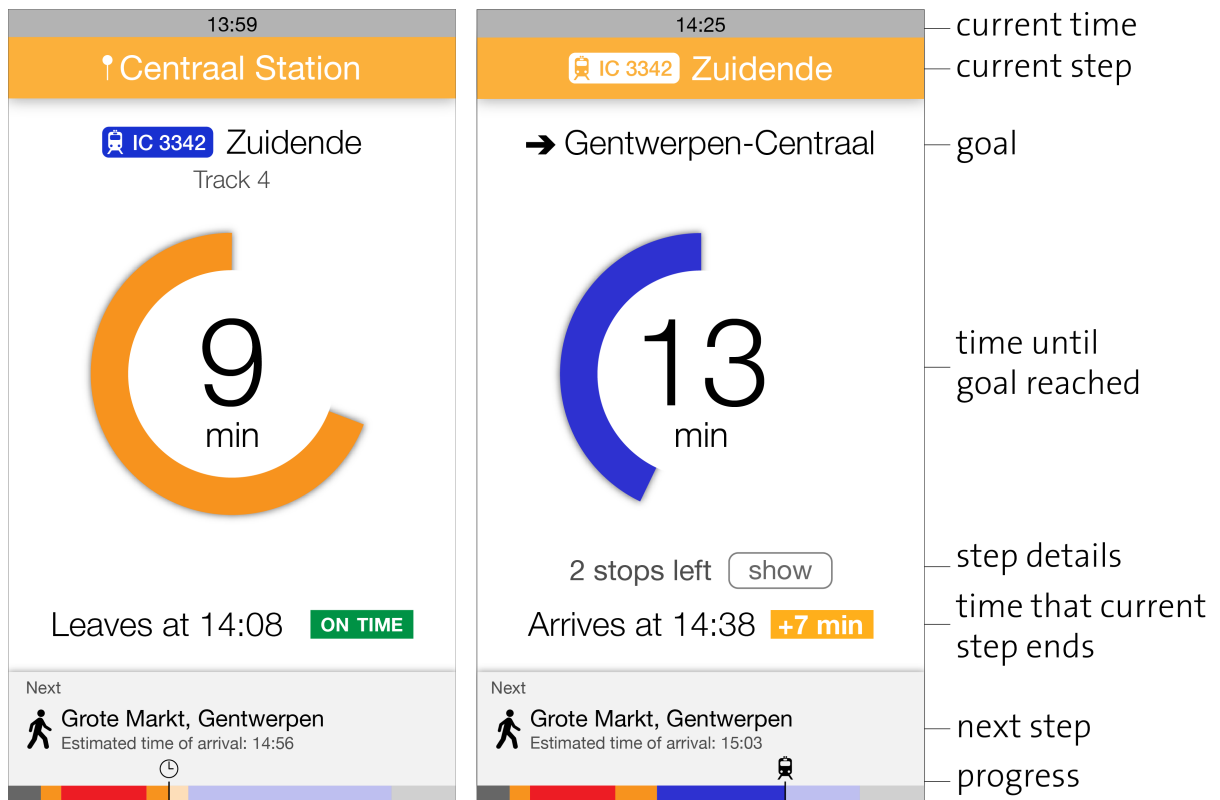 13:59
Centraal Station
IC 3342 Zuidende
Track 4
9
min
Leaves at 14:08 ON TIME
Next
Grote Markt, Gentwerpen
Estimated time of arrival: 14:56
14:25
IC 3342 Zuidende
Gentwerpen-Centraal
13
min
2 stops left show
Arrives at 14:38 +7 min
Next
Grote Markt, Gentwerpen
Estimated time of arrival: 15:03
current time
current step
goal
time until
goal reached
step details
time that current
step ends
next step
progress